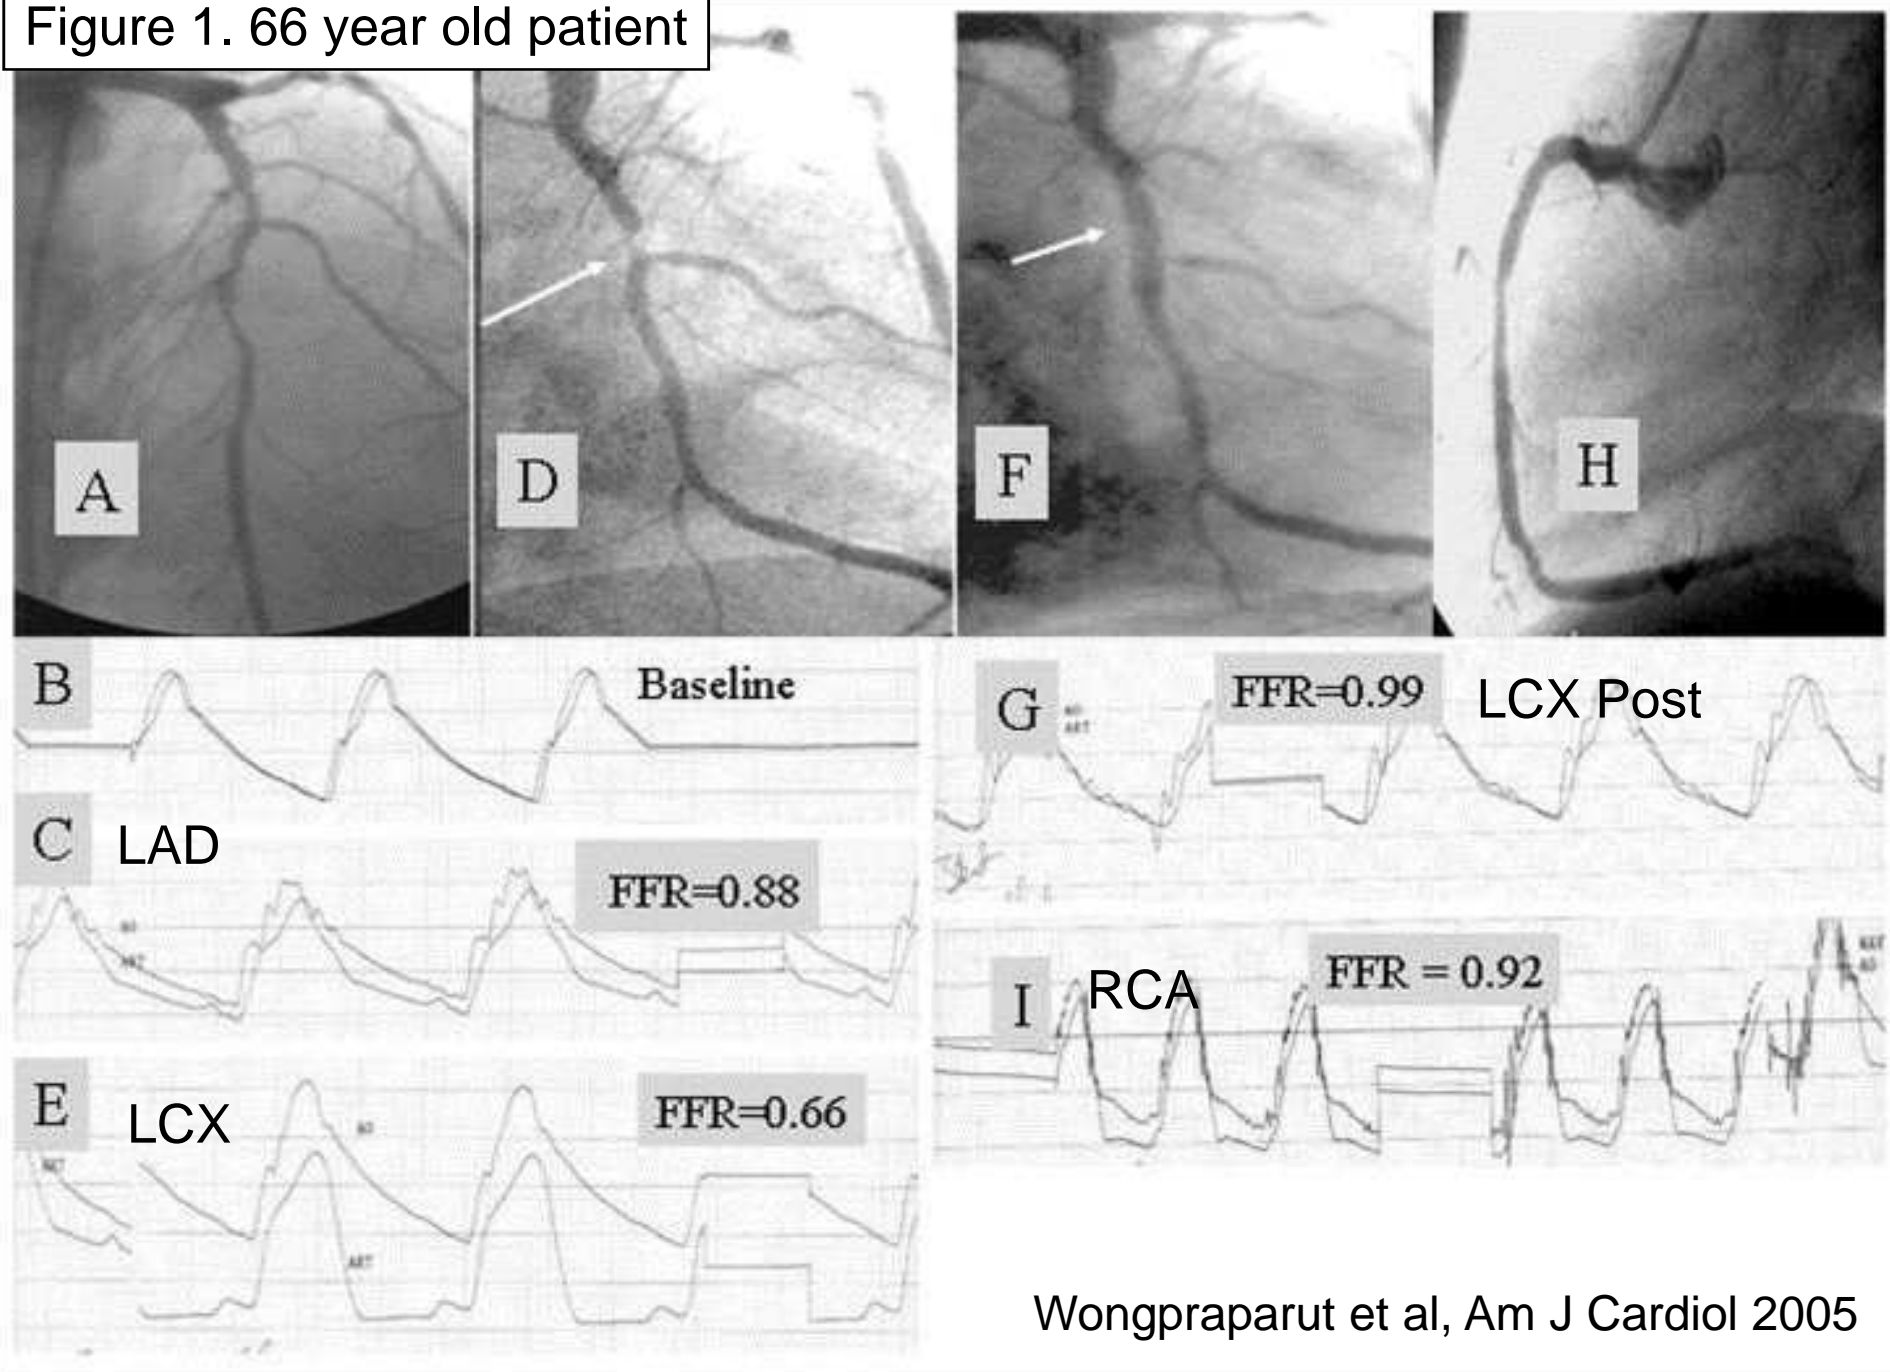 Figure 1. 66 year old patient
A
D
F
H
B
Baseline
C
LAD
FFR=0.88
E
LCX
FFR=0.66
G
FFR=0.99
LCX Post
I
RCA
FFR = 0.92
Wongpraparut et al, Am J Cardiol 2005